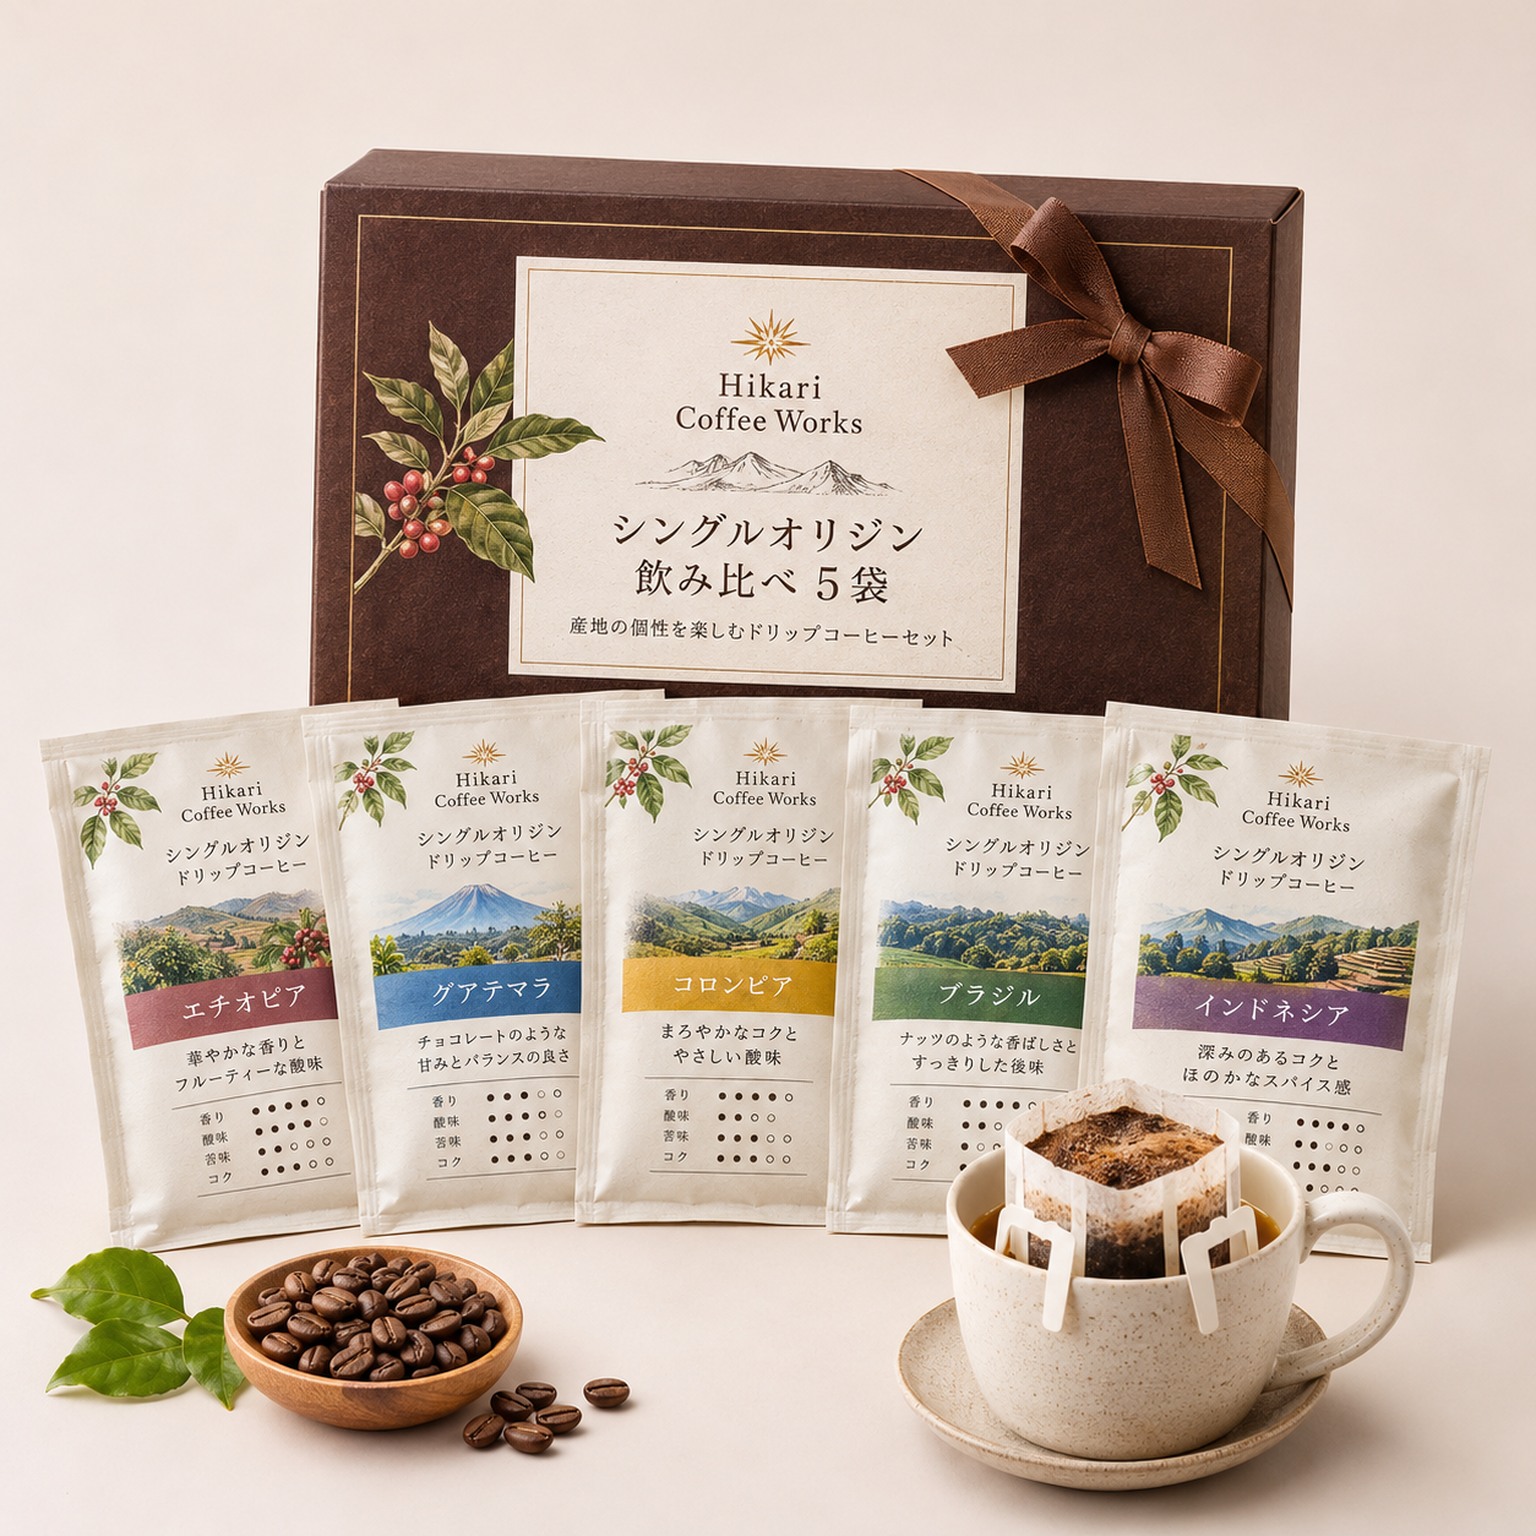 Hikari
Coffee Works
シングルオリジン
飲み比べ 5袋
産地の個性を楽しむドリップコーヒーセット
Hikari
Coffee Works
シングルオリジン
ドリップコーヒー
エチオピア
華やかな香りと
フルーティーな酸味
香り
酸味
苦味
コク
Hikari
Coffee Works
シングルオリジン
ドリップコーヒー
グアテマラ
チョコレートのような
甘みとバランスの良さ
香り
酸味
苦味
コク
Hikari
Coffee Works
シングルオリジン
ドリップコーヒー
コロンビア
まろやかなコクと
やさしい酸味
香り
酸味
苦味
コク
Hikari
Coffee Works
シングルオリジン
ドリップコーヒー
ブラジル
ナッツのような香ばしさと
すっきりした後味
香り
酸味
苦味
コク
Hikari
Coffee Works
シングルオリジン
ドリップコーヒー
インドネシア
深みのあるコクと
ほのかなスパイス感
香り
酸味